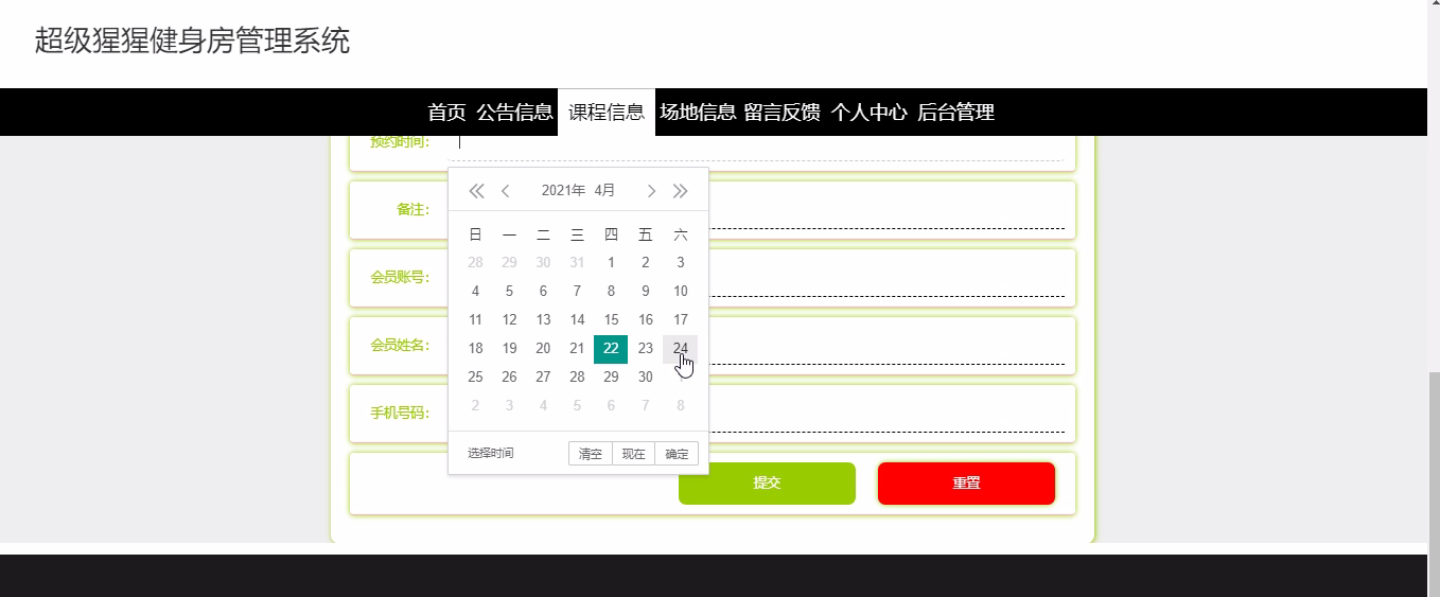 超级猩猩健身房管理系统
首页 公告信息 课程信息 场地信息 留言反馈 个人中心 后台管理
预约时间：
2021年 4月
日 一 二 三 四 五 六
28 29 30 31 1 2 3
4 5 6 7 8 9 10
11 12 13 14 15 16 17
18 19 20 21 22 23 24
25 26 27 28 29 30
2 3 4 5 6 7 8
选择时间 清空 现在 确定
备注：
会员账号：
会员姓名：
手机号码：
提交 重置